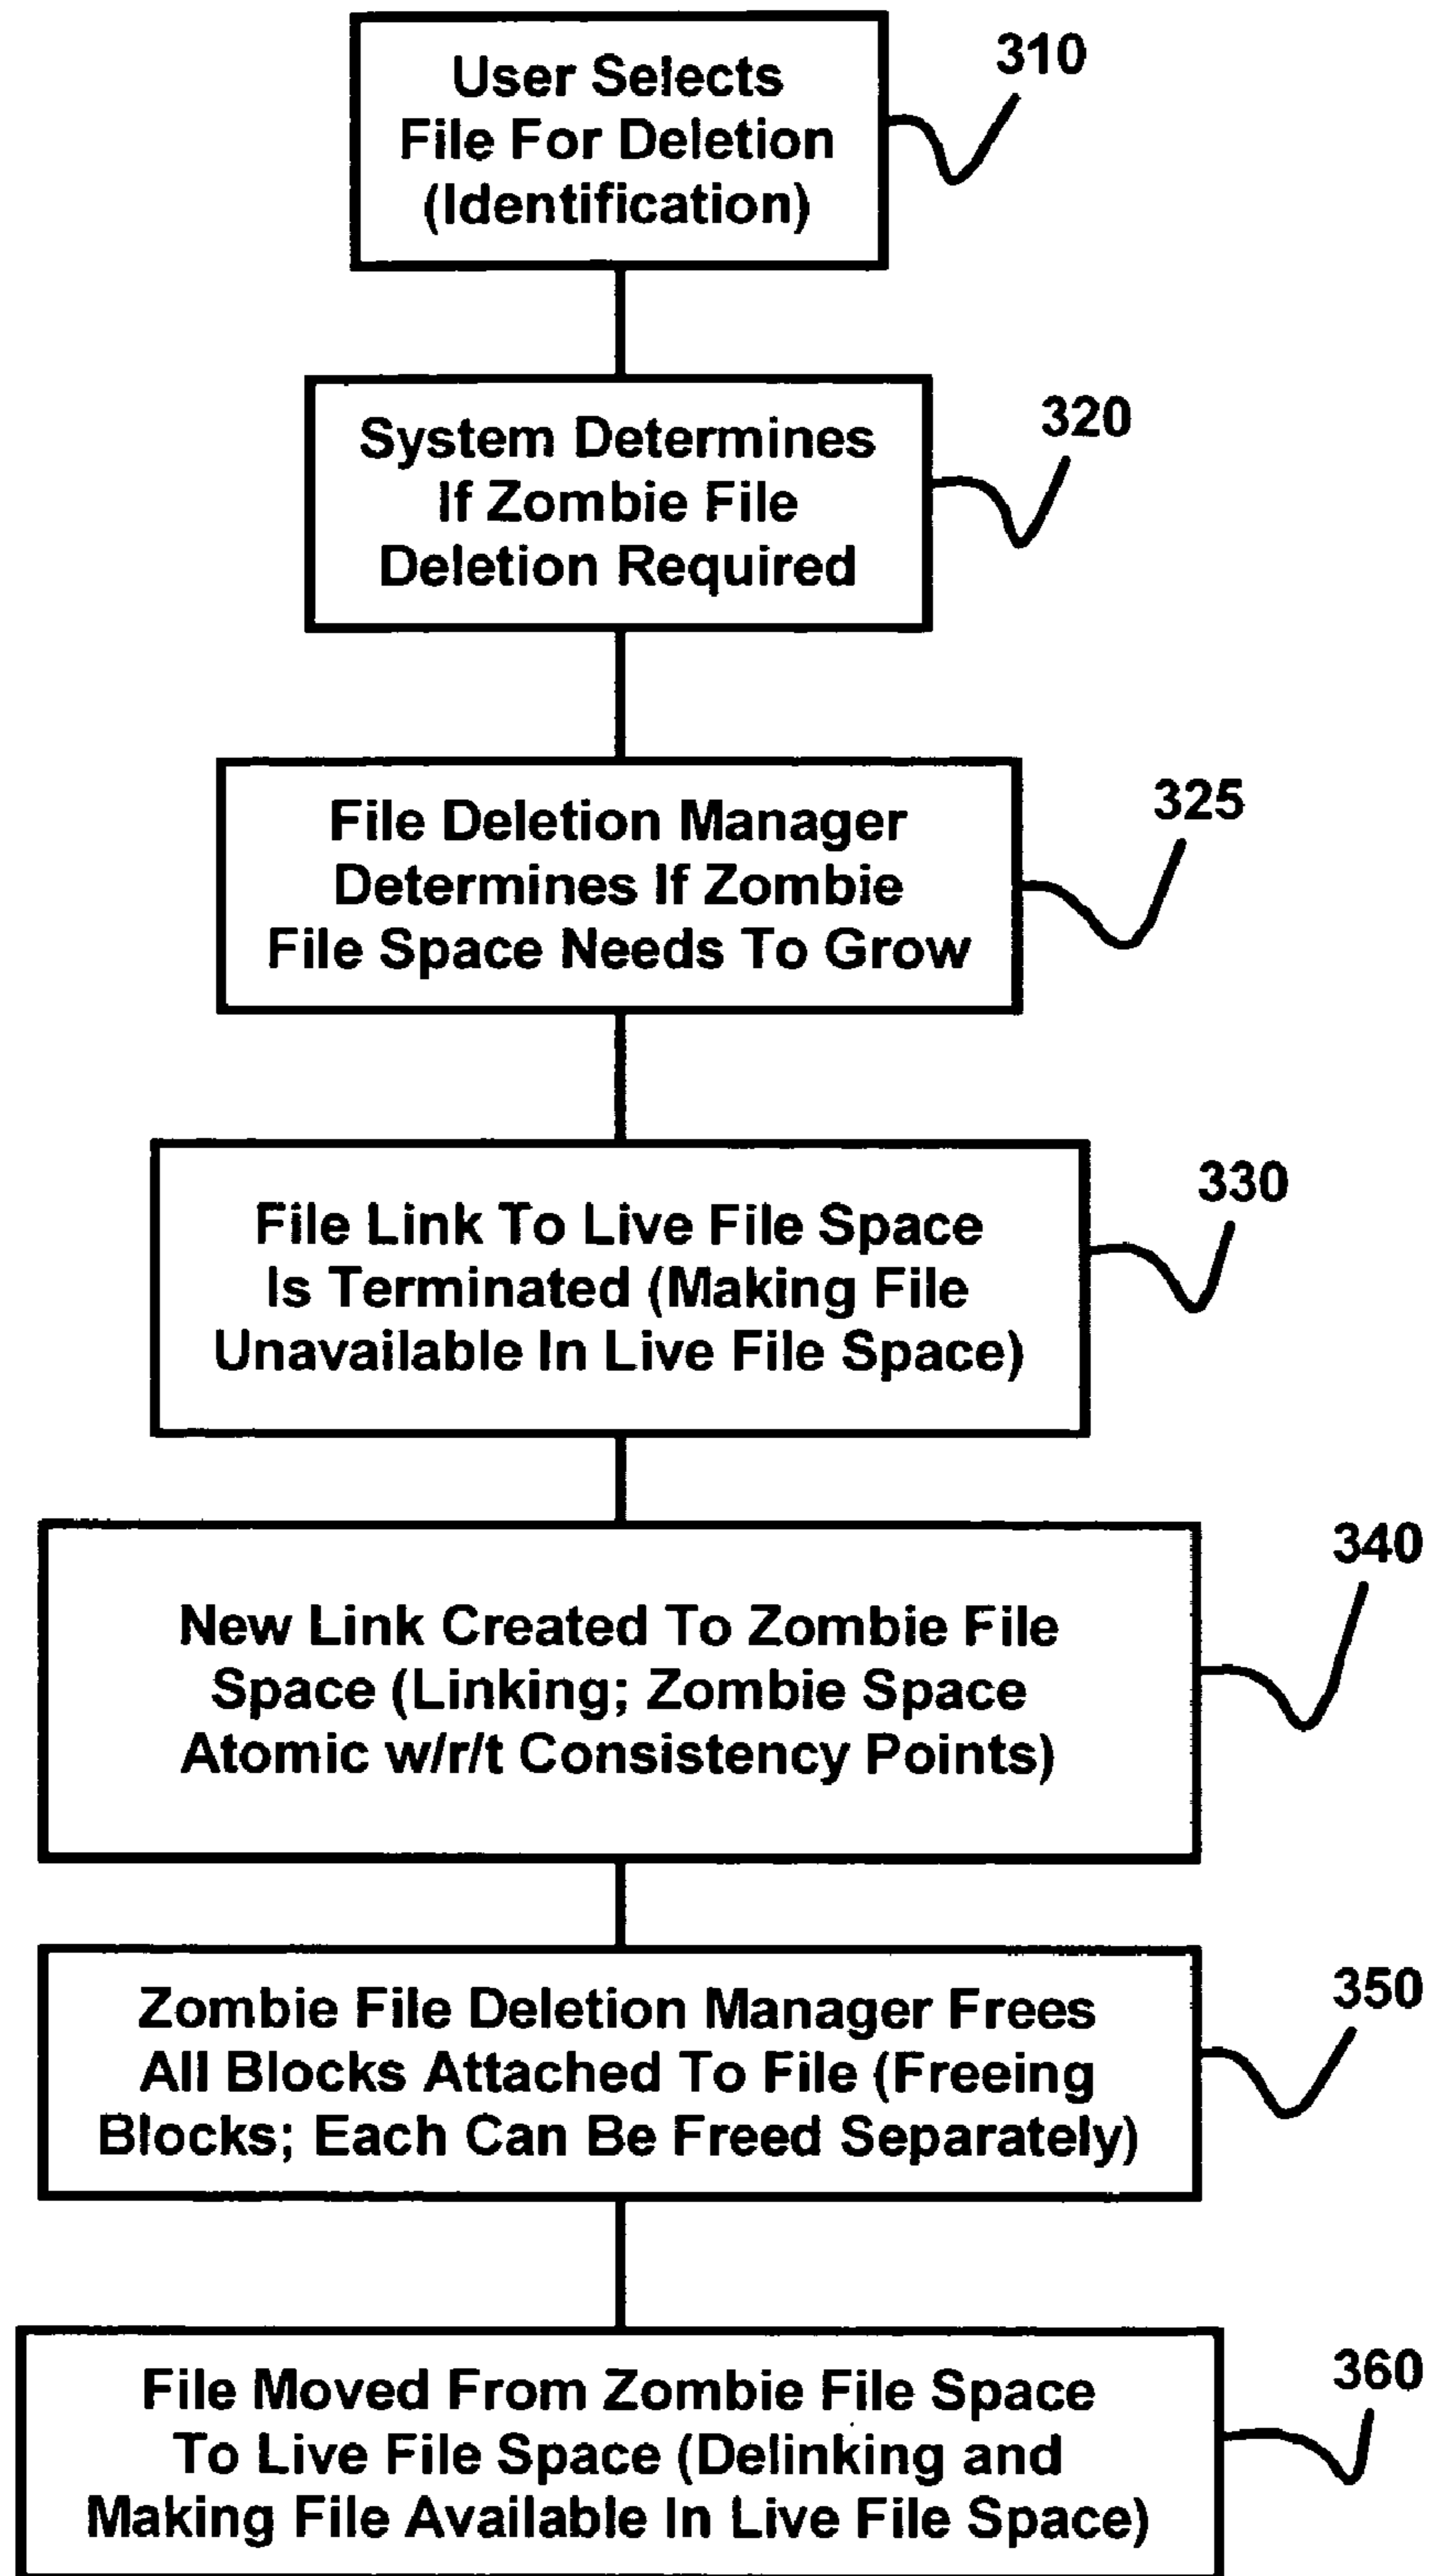 User Selects
File For Deletion
(Identification)
310
System Determines
If Zombie File
Deletion Required
320
File Deletion Manager
Determines If Zombie
File Space Needs To Grow
325
File Link To Live File Space
Is Terminated (Making File
Unavailable In Live File Space)
330
New Link Created To Zombie File
Space (Linking; Zombie Space
Atomic w/r/t Consistency Points)
340
Zombie File Deletion Manager Frees
All Blocks Attached To File (Freeing
Blocks; Each Can Be Freed Separately)
350
File Moved From Zombie File Space
To Live File Space (Delinking and
Making File Available In Live File Space)
360